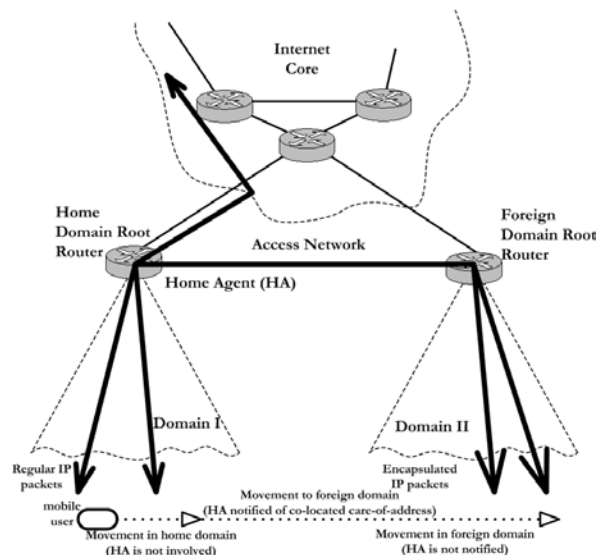 Internet
Core
Home
Domain Root
Router
Foreign
Domain Root
Router
Access Network
Home Agent (HA)
Domain I
Domain II
Regular IP
packets
Encapsulated
IP packets
mobile
user
Movement to foreign domain
(HA notified of co-located care-of-address)
Movement in home domain
(HA is not involved)
Movement in foreign domain
(HA is not notified)